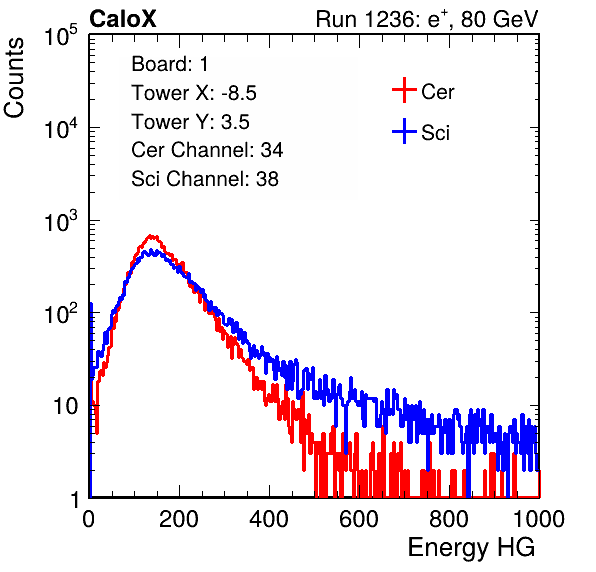 CaloX Run 1236: e⁺, 80 GeV
Counts
10⁵
10⁴
10³
10²
10
1
Board: 1
Tower X: -8.5
Tower Y: 3.5
Cer Channel: 34
Sci Channel: 38
Cer
Sci
0 200 400 600 800 1000
Energy HG